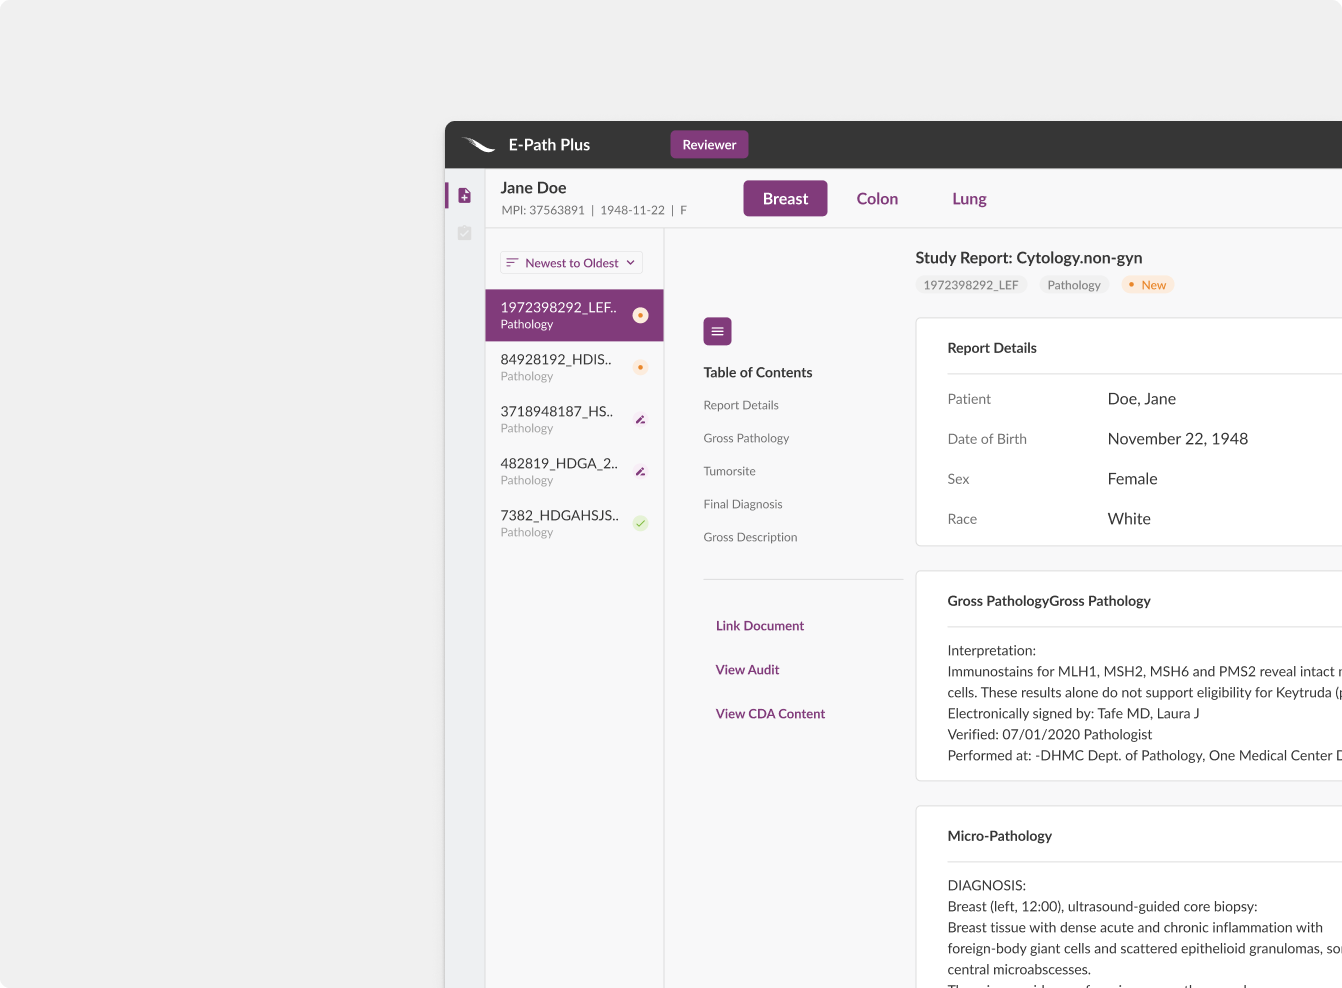 E-Path Plus
Reviewer
Jane Doe
MPI: 37563891 | 1948-11-22 | F
Breast
Colon
Lung
Newest to Oldest
1972398292_LEF..
Pathology
84928192_HDIS..
Pathology
3718948187_HS..
Pathology
482819_HDGA_2..
Pathology
7382_HDGAHSJS..
Pathology
Table of Contents
Report Details
Gross Pathology
Tumorsite
Final Diagnosis
Gross Description
Link Document
View Audit
View CDA Content
Study Report: Cytology.non-gyn
1972398292_LEF
Pathology
New
Report Details
Patient Doe, Jane
Date of Birth November 22, 1948
Sex Female
Race White
Gross PathologyGross Pathology
Interpretation:
Immunostains for MLH1, MSH2, MSH6 and PMS2 reveal intact
cells. These results alone do not support eligibility for Keytruda
Electronically signed by: Tafe MD, Laura J
Verified: 07/01/2020 Pathologist
Performed at: -DHMC Dept. of Pathology, One Medical Center
Micro-Pathology
DIAGNOSIS:
Breast (left, 12:00), ultrasound-guided core biopsy:
Breast tissue with dense acute and chronic inflammation with
foreign-body giant cells and scattered epithelioid granulomas,
central microabscesses.